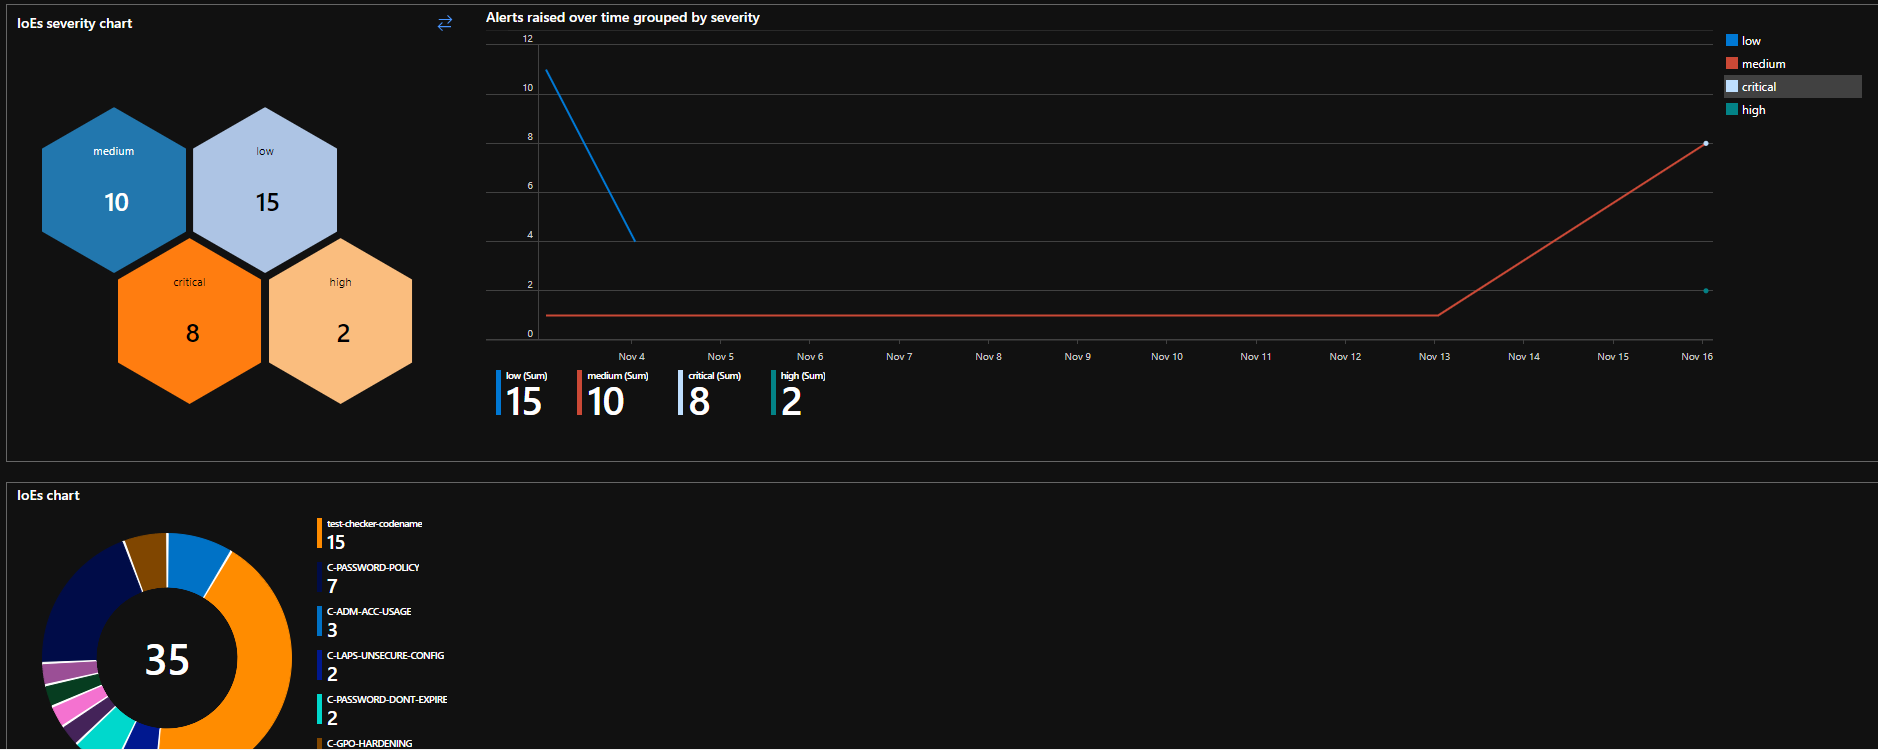 IoEs severity chart
medium
10
low
15
critical
8
high
2
Alerts raised over time grouped by severity
12
10
8
6
4
2
0
Nov 4 Nov 5 Nov 6 Nov 7 Nov 8 Nov 9 Nov 10 Nov 11 Nov 12 Nov 13 Nov 14 Nov 15 Nov 16
low
medium
critical
high
low (Sum) medium (Sum) critical (Sum) high (Sum)
15 10 8 2
IoEs chart
35
test-checker-codename
15
C-PASSWORD-POLICY
7
C-ADM-ACC-USAGE
3
C-LAPS-UNSECURE-CONFIG
2
C-PASSWORD-DONT-EXPIRE
2
C-GPO-HARDENING